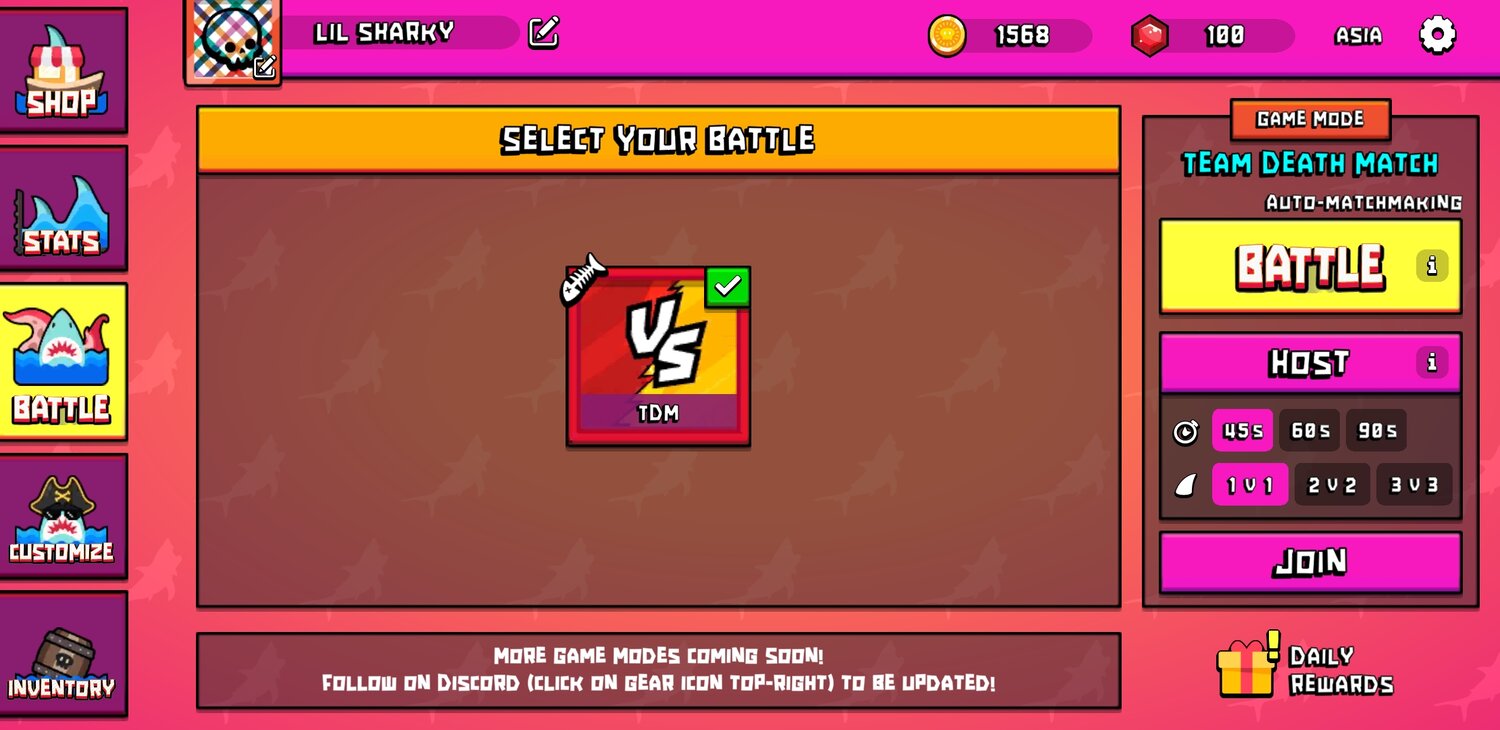 LIL SHARKY
1568
100
ASIA
SHOP
STATS
BATTLE
CUSTOMIZE
INVENTORY
SELECT YOUR BATTLE
VS
TDM
MORE GAME MODES COMING SOON!
FOLLOW ON DISCORD (CLICK ON GEAR ICON TOP-RIGHT) TO BE UPDATED!
GAME MODE
TEAM DEATH MATCH
AUTO-MATCHMAKING
BATTLE i
HOST i
45s 60s 90s
1 V 1 2 V 2 3 V 3
JOIN
DAILY
REWARDS